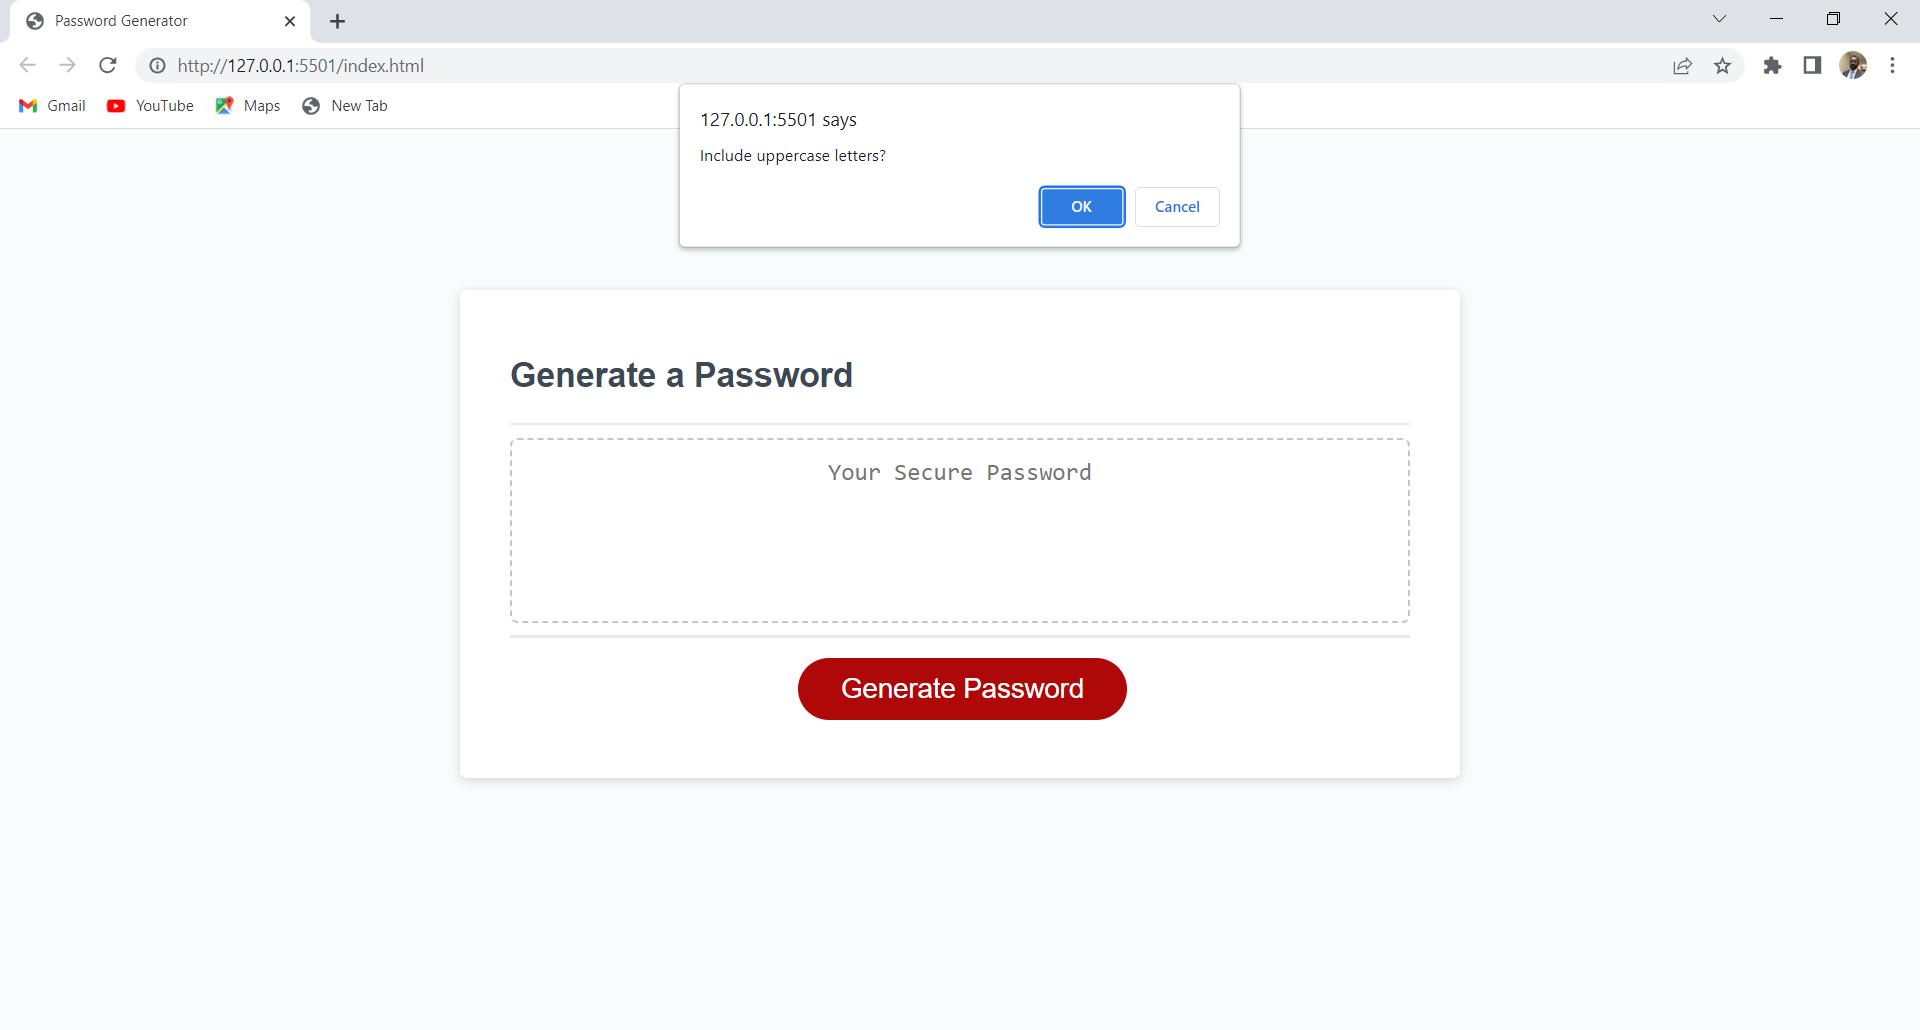 Password Generator
http://127.0.0.1:5501/index.html
Gmail YouTube Maps New Tab
127.0.0.1:5501 says
Include uppercase letters?
OK Cancel
Generate a Password
Your Secure Password
Generate Password